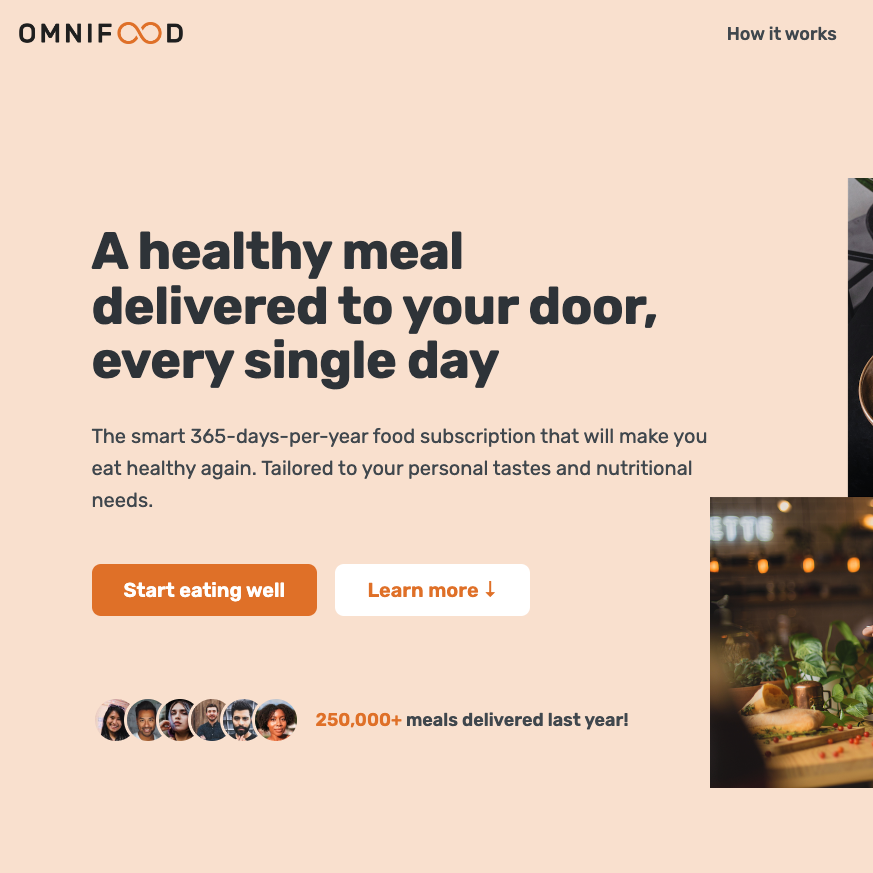 OMNIFOOD
How it works
A healthy meal
delivered to your door,
every single day
The smart 365-days-per-year food subscription that will make you
eat healthy again. Tailored to your personal tastes and nutritional
needs.
Start eating well
Learn more ↓
250,000+ meals delivered last year!
ETTE